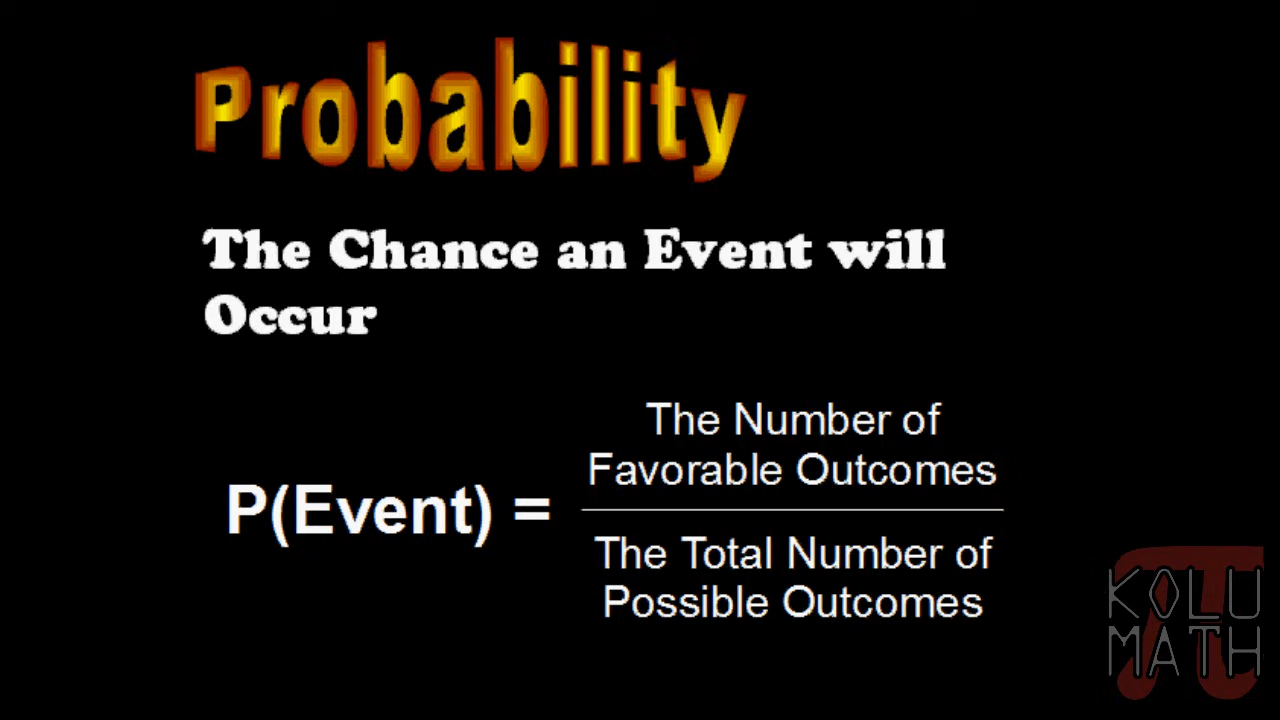 Probability
The Chance an Event will
Occur
The Number of
Favorable Outcomes
P(Event) =
The Total Number of
Possible Outcomes
KOLU
MATH